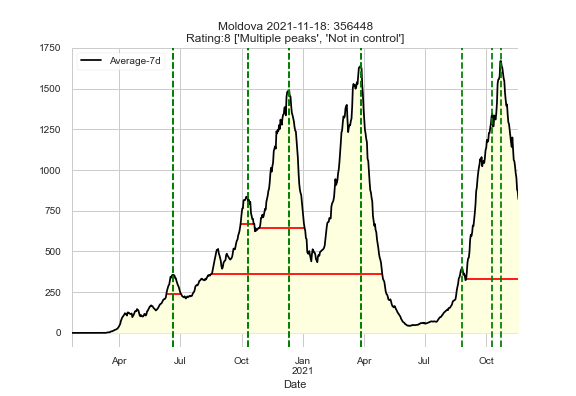 Moldova 2021-11-18: 356448
Rating:8 ['Multiple peaks', 'Not in control']
1750
Average-7d
1500
1250
1000
750
500
250
0
Apr Jul Oct Jan Apr Jul Oct
2021
Date